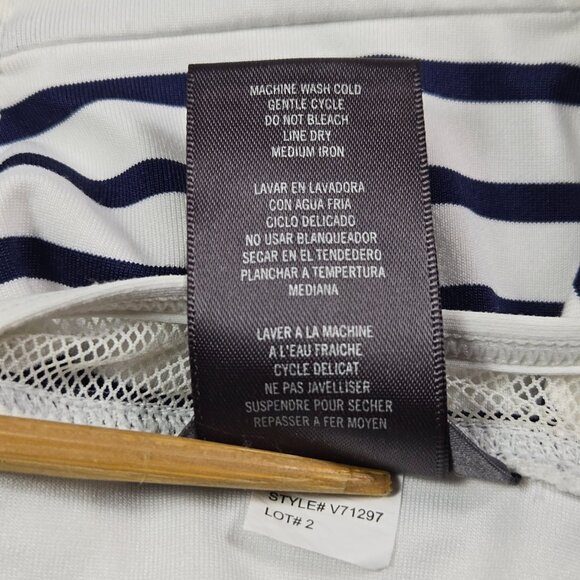 MACHINE WASH COLD
GENTLE CYCLE
DO NOT BLEACH
LINE DRY
MEDIUM IRON
LAVAR EN LAVADORA
CON AGUA FRIA
CICLO DELICADO
NO USAR BLANQUEADOR
SECAR EN EL TENDEDERO
PLANCHAR A TEMPERTURA
MEDIANA
LAVER A LA MACHINE
A L'EAU FRAICHE
CYCLE DELICAT
NE PAS JAVELLISER
SUSPENDRE POUR SECHER
REPASSER A FER MOYEN
STYLE# V71297
LOT# 2